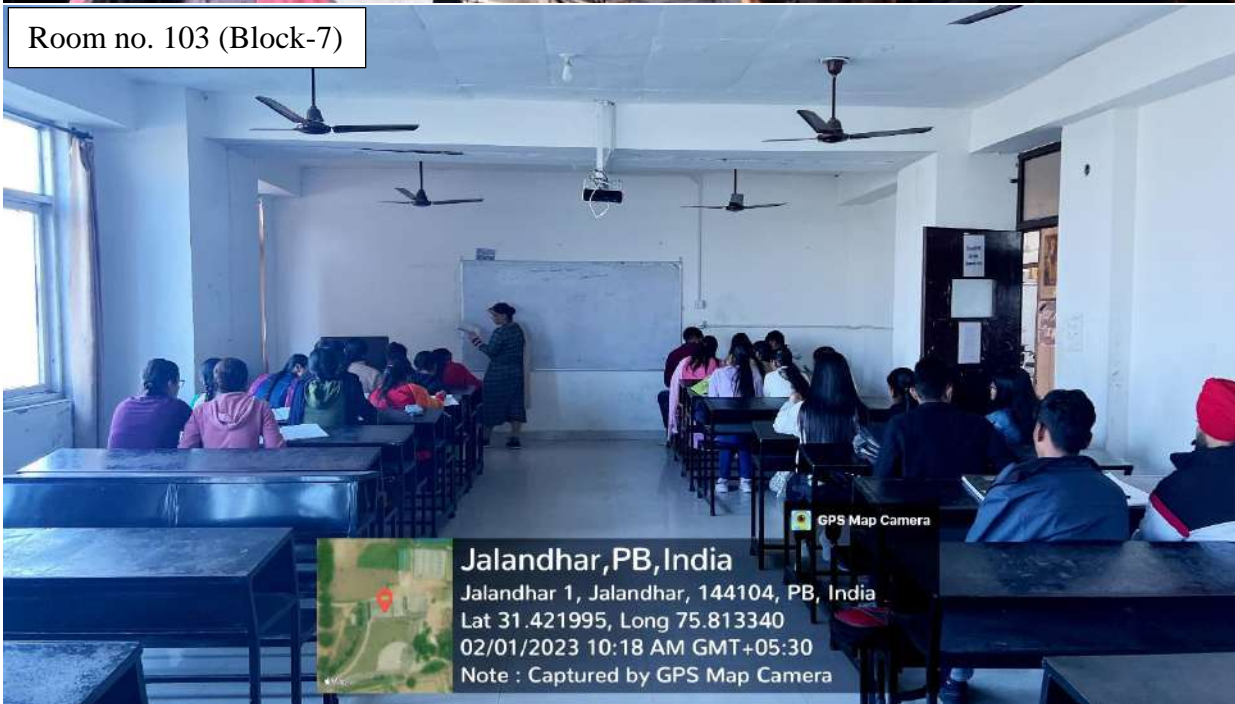 Room no. 103 (Block-7)
GPS Map Camera
Jalandhar,PB,India
Jalandhar 1, Jalandhar, 144104, PB, India
Lat 31.421995, Long 75.813340
02/01/2023 10:18 AM GMT+05:30
Note : Captured by GPS Map Camera